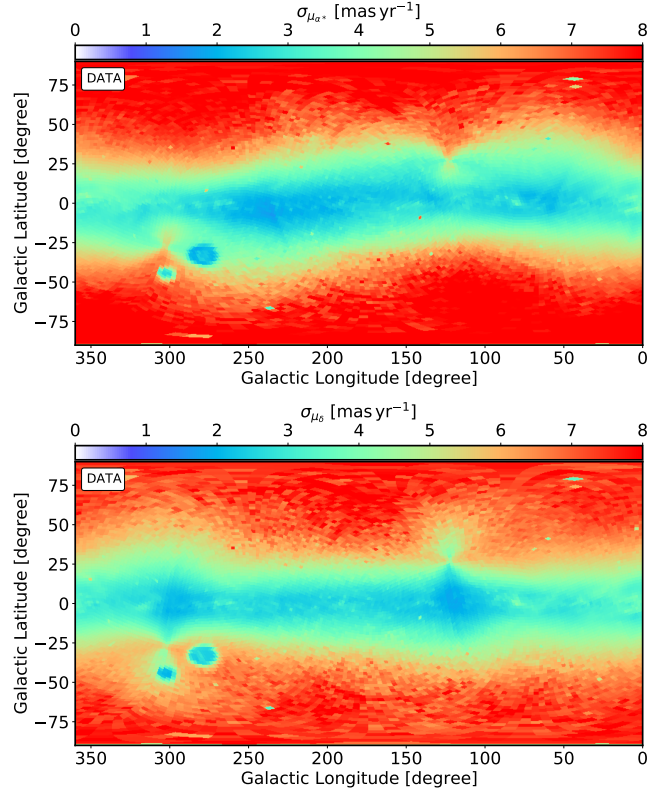 σ_{μ_{α*}} [mas yr⁻¹]
0 1 2 3 4 5 6 7 8
DATA
75
50
25
0
−25
−50
−75
Galactic Latitude [degree]
350 300 250 200 150 100 50 0
Galactic Longitude [degree]
σ_{μ_δ} [mas yr⁻¹]
0 1 2 3 4 5 6 7 8
DATA
75
50
25
0
−25
−50
−75
Galactic Latitude [degree]
350 300 250 200 150 100 50 0
Galactic Longitude [degree]